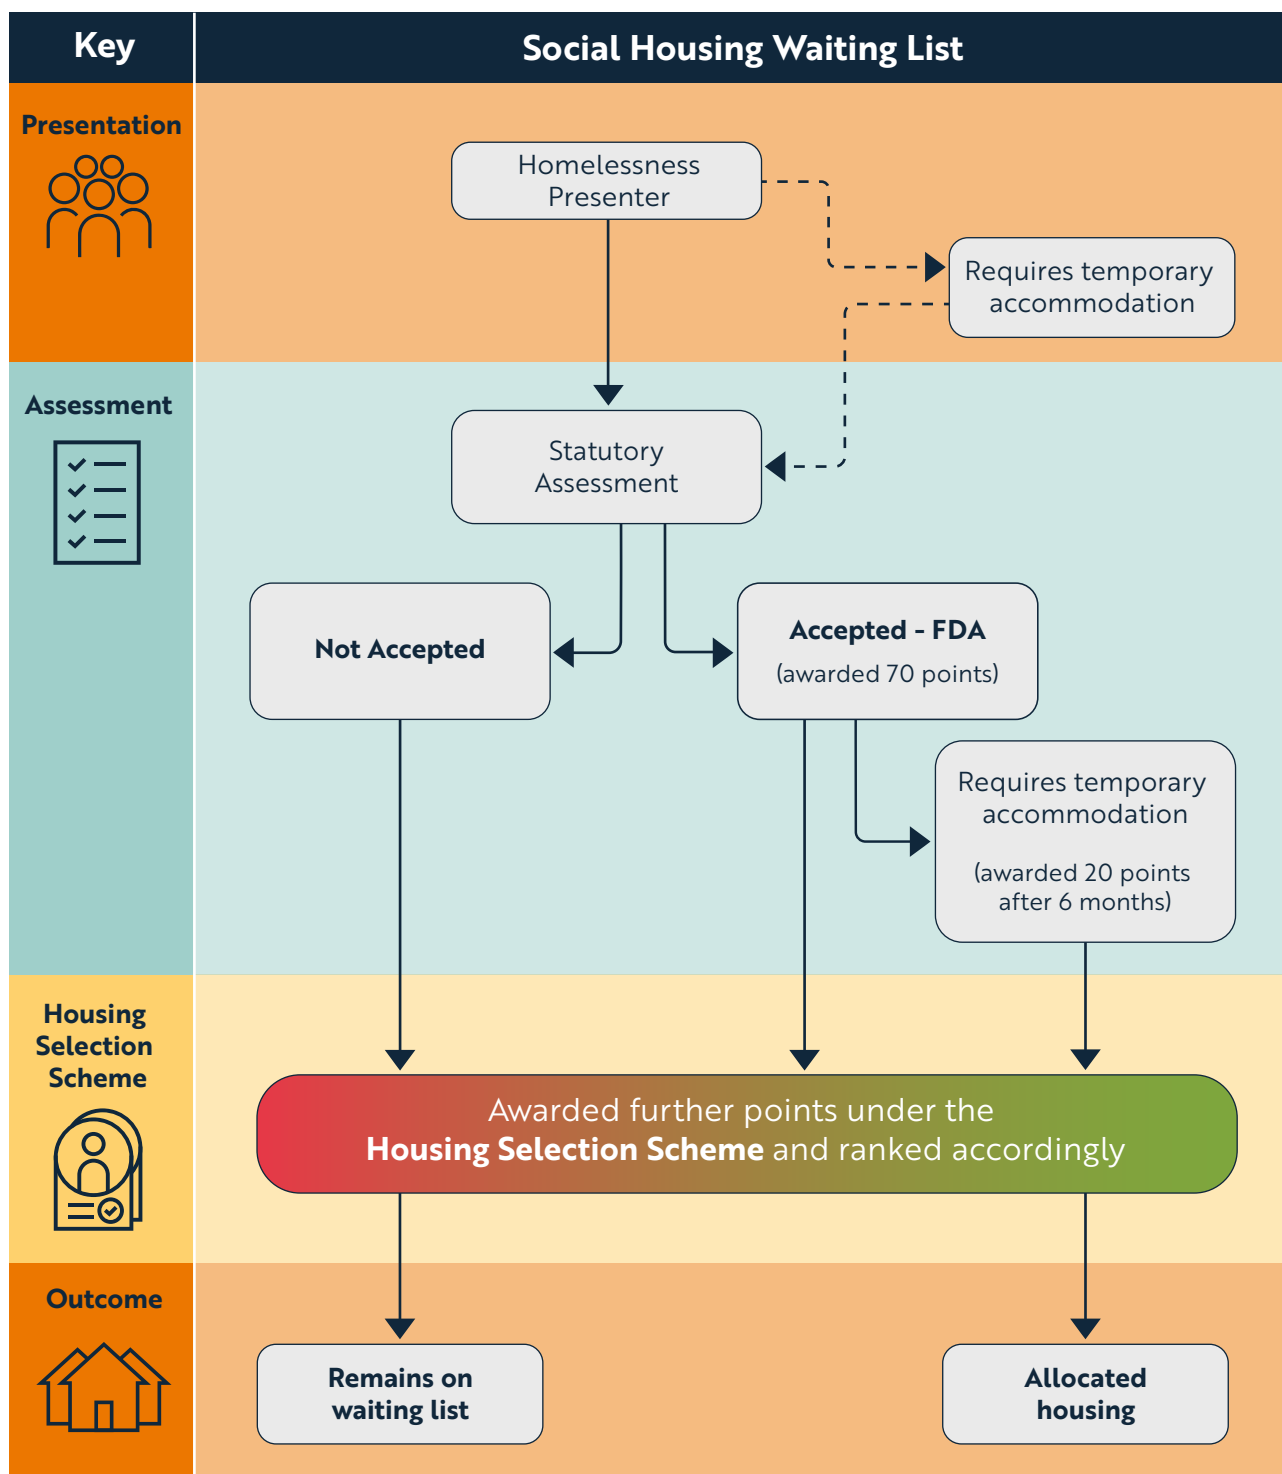 Key
Social Housing Waiting List
Presentation
Homelessness
Presenter
Requires temporary
accommodation
Assessment
Statutory
Assessment
Not Accepted
Accepted - FDA
(awarded 70 points)
Requires temporary
accommodation
(awarded 20 points
after 6 months)
Housing
Selection
Scheme
Awarded further points under the
Housing Selection Scheme and ranked accordingly
Outcome
Remains on
waiting list
Allocated
housing